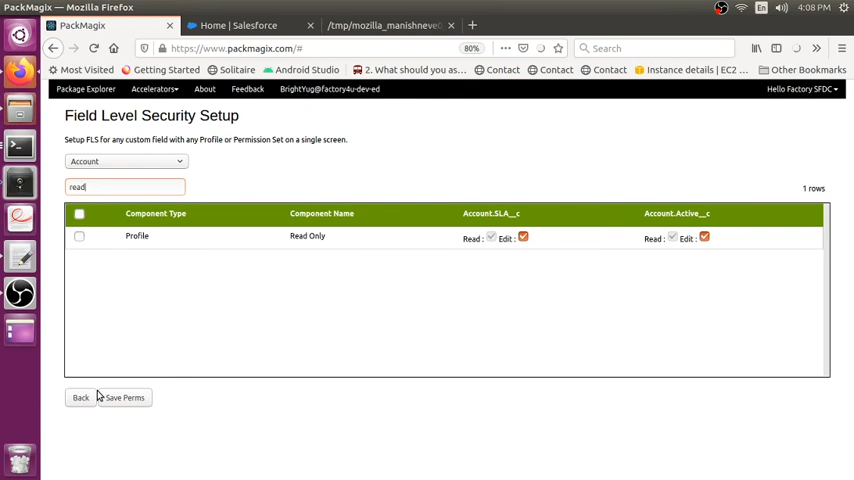 PackMagix - Mozilla Firefox
En
4:08 PM
PackMagix
Home | Salesforce
/tmp/mozilla_manishneve
https://www.packmagix.com/#
80%
Search
Most Visited
Getting Started
Solitaire
Android Studio
2. What should you as…
Contact
Contact
Contact
Instance details | EC2 …
Other Bookmarks
Package Explorer
Accelerators
About
Feedback
BrightYug@factory4u-dev-ed
Hello Factory SFDC
Field Level Security Setup
Setup FLS for any custom field with any Profile or Permission Set on a single screen.
Account
read
1 rows
Component Type
Component Name
Account.SLA__c
Account.Active__c
Profile
Read Only
Read :
Edit :
Read :
Edit :
Back
Save Perms